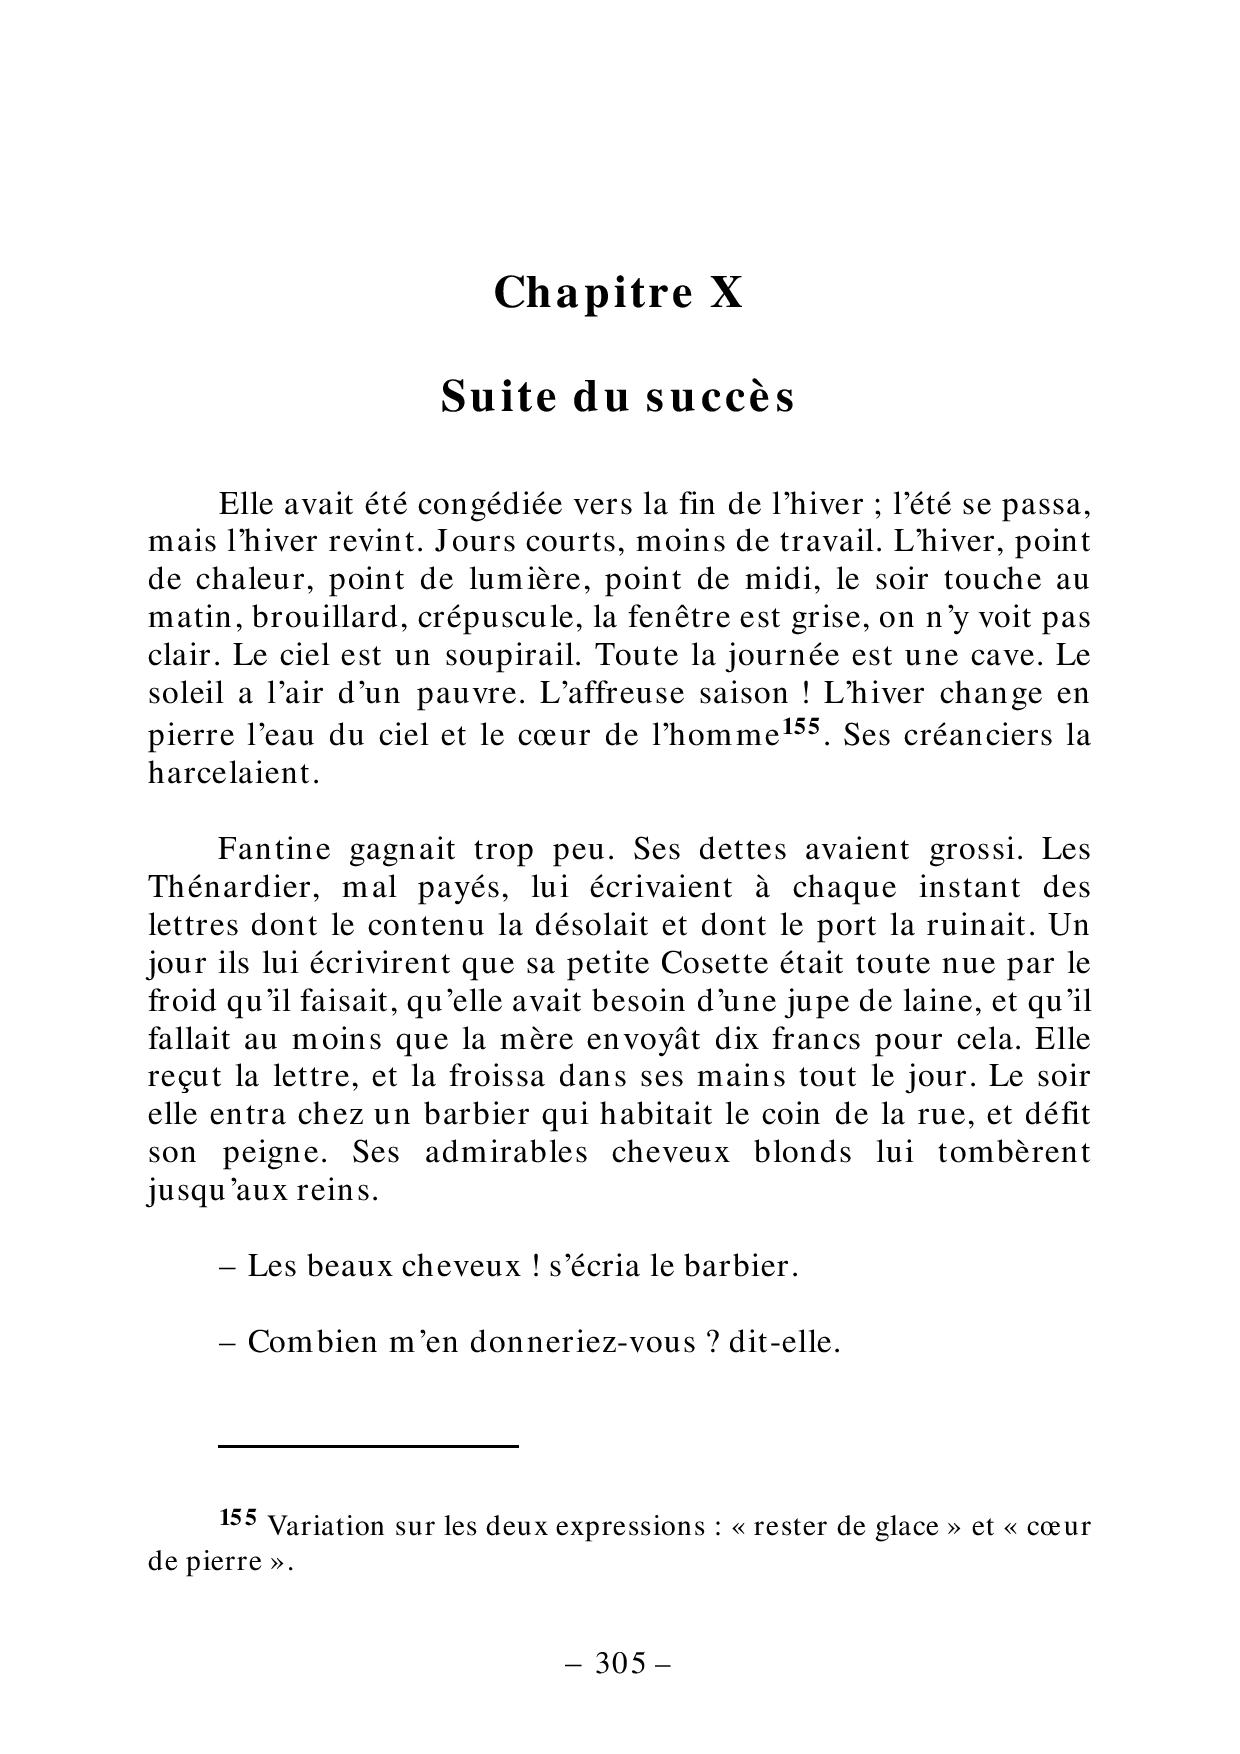 Chapitre X
Suite du succès
Elle avait été congédiée vers la fin de l’hiver ; l’été se passa,
mais l’hiver revint. Jours courts, moins de travail. L’hiver, point
de chaleur, point de lumière, point de midi, le soir touche au
matin, brouillard, crépuscule, la fenêtre est grise, on n’y voit pas
clair. Le ciel est un soupirail. Toute la journée est une cave. Le
soleil a l’air d’un pauvre. L’affreuse saison ! L’hiver change en
pierre l’eau du ciel et le cœur de l’homme155. Ses créanciers la
harcelaient.
Fantine gagnait trop peu. Ses dettes avaient grossi. Les
Thénardier, mal payés, lui écrivaient à chaque instant des
lettres dont le contenu la désolait et dont le port la ruinait. Un
jour ils lui écrivirent que sa petite Cosette était toute nue par le
froid qu’il faisait, qu’elle avait besoin d’une jupe de laine, et qu’il
fallait au moins que la mère envoyât dix francs pour cela. Elle
reçut la lettre, et la froissa dans ses mains tout le jour. Le soir
elle entra chez un barbier qui habitait le coin de la rue, et défit
son peigne. Ses admirables cheveux blonds lui tombèrent
jusqu’aux reins.
– Les beaux cheveux ! s’écria le barbier.
– Combien m’en donneriez-vous ? dit-elle.
155 Variation sur les deux expressions : « rester de glace » et « cœur
de pierre ».
– 305 –